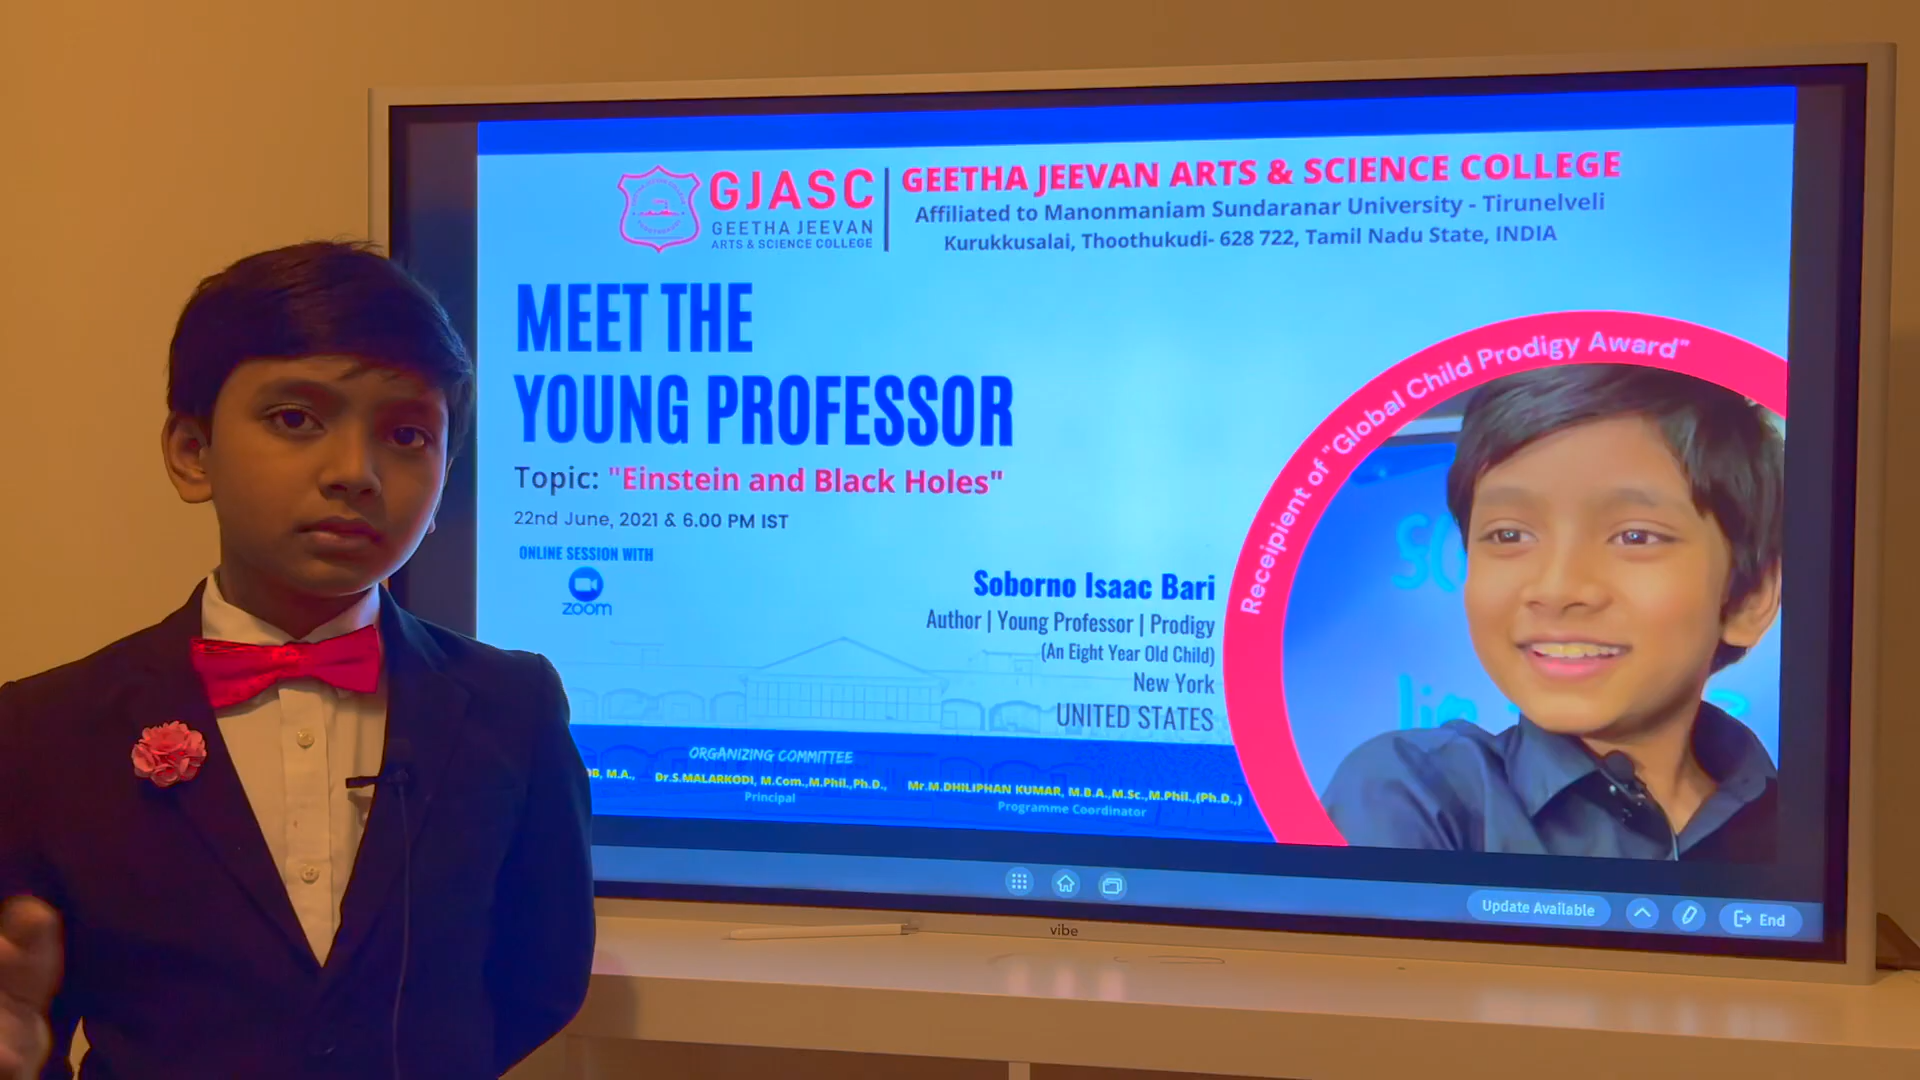 GJASC
GEETHA JEEVAN
ARTS & SCIENCE COLLEGE
GEETHA JEEVAN ARTS & SCIENCE COLLEGE
Affiliated to Manonmaniam Sundaranar University - Tirunelveli
Kurukkusalai, Thoothukudi- 628 722, Tamil Nadu State, INDIA
MEET THE
YOUNG PROFESSOR
Topic: "Einstein and Black Holes"
22nd June, 2021 & 6.00 PM IST
ONLINE SESSION WITH
zoom
Soborno Isaac Bari
Author | Young Professor | Prodigy
(An Eight Year Old Child)
New York
UNITED STATES
Receipient of "Global Child Prodigy Award"
ORGANIZING COMMITTEE
M.A.,
Dr.S.MALARKODI, M.Com.,M.Phil.,Ph.D.,
Principal
Mr.M.DHILIPHAN KUMAR, M.B.A.,M.Sc.,M.Phil.,(Ph.D.,)
Programme Coordinator
Update Available
End
vibe